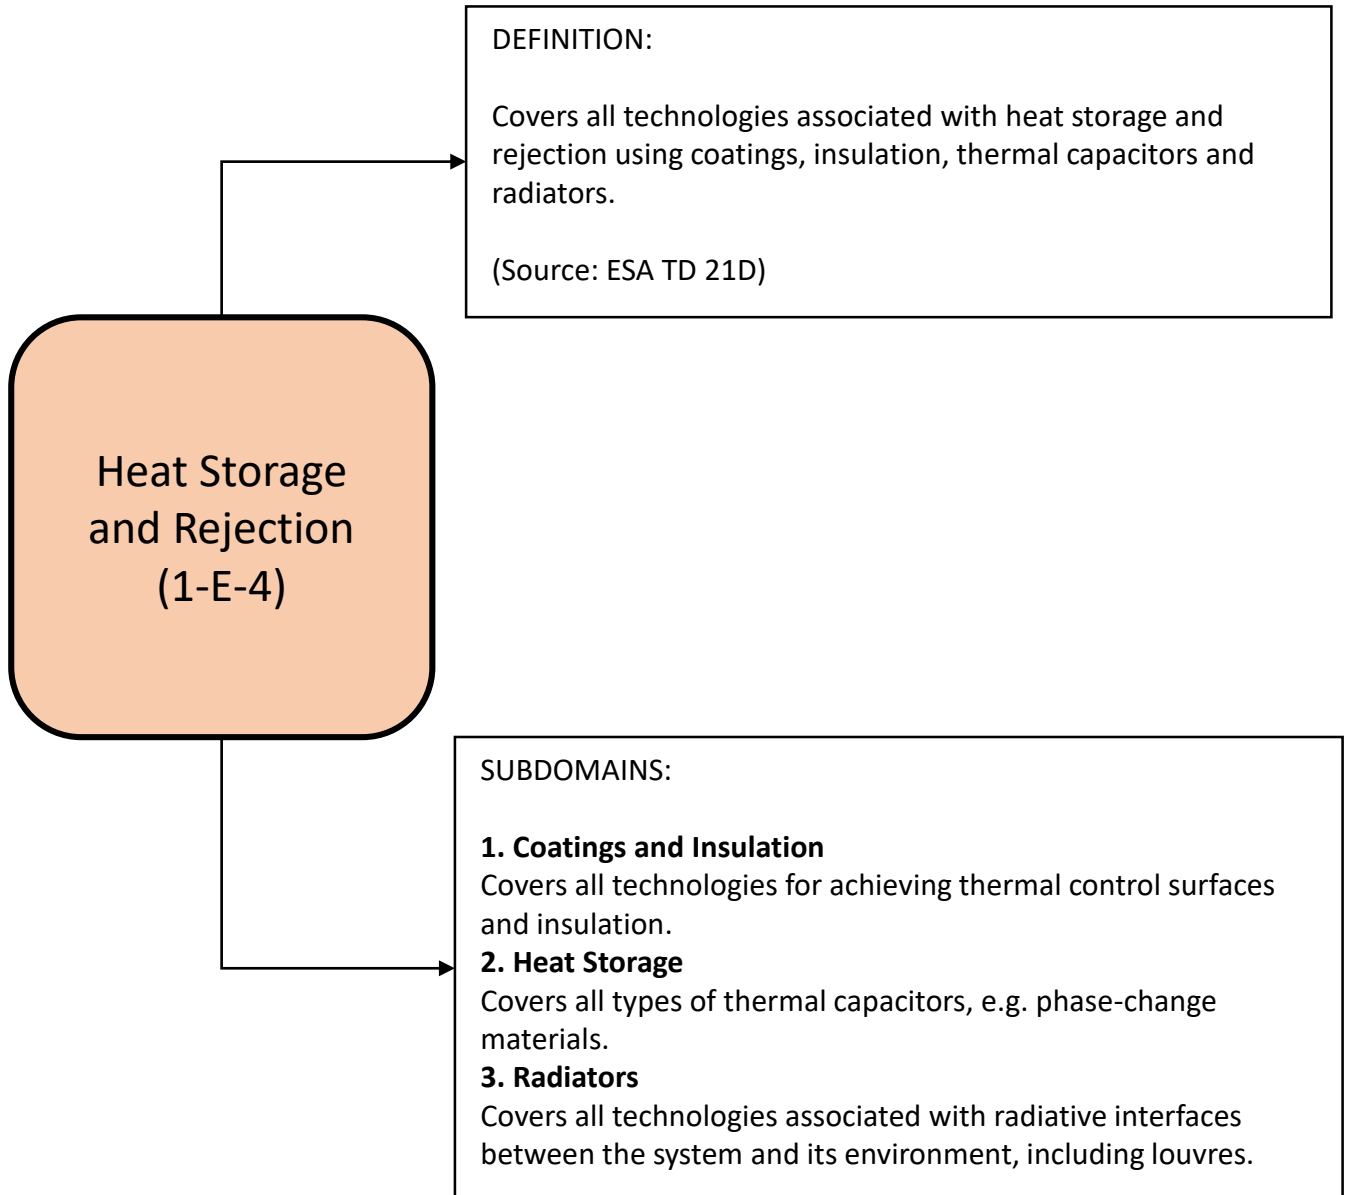 DEFINITION:
Covers all technologies associated with heat storage and
rejection using coatings, insulation, thermal capacitors and
radiators.
(Source: ESA TD 21D)
Heat Storage
and Rejection
(1-E-4)
SUBDOMAINS:
1. Coatings and Insulation
Covers all technologies for achieving thermal control surfaces
and insulation.
2. Heat Storage
Covers all types of thermal capacitors, e.g. phase-change
materials.
3. Radiators
Covers all technologies associated with radiative interfaces
between the system and its environment, including louvres.